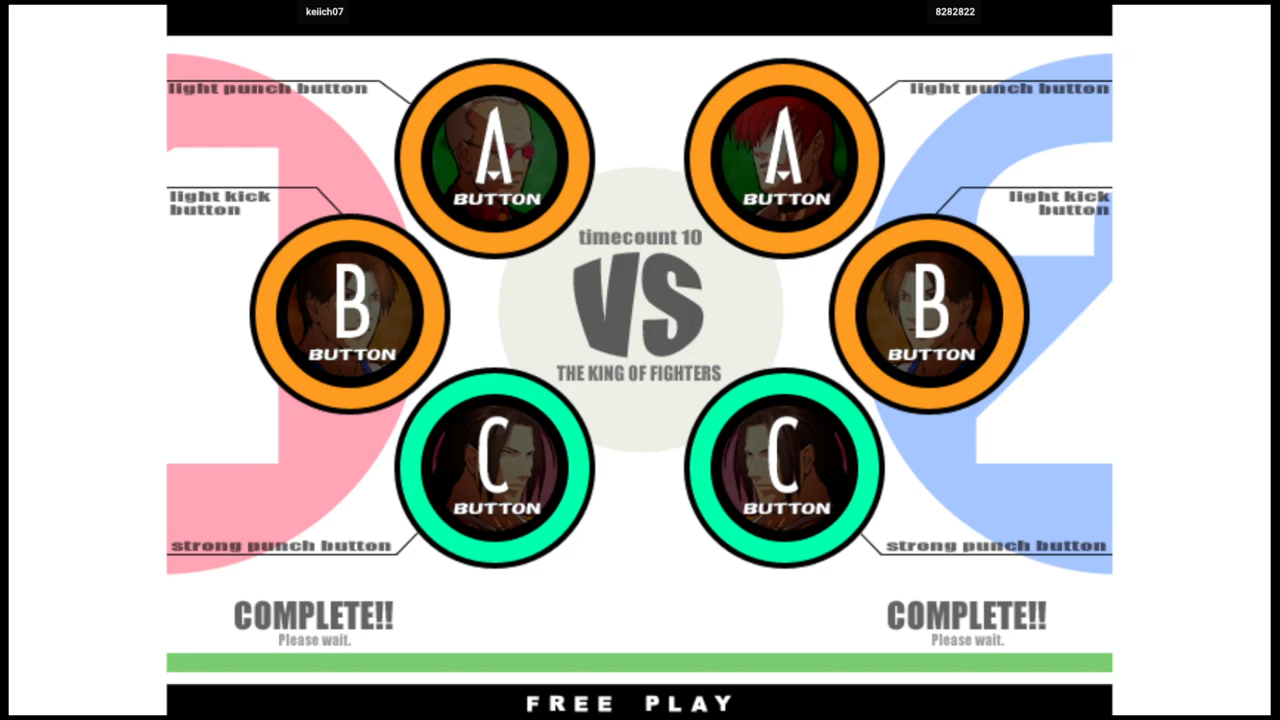 keiich07
8282822
light punch button
light punch button
A
BUTTON
A
BUTTON
light kick
button
light kick
button
B
BUTTON
B
BUTTON
timecount 10
VS
THE KING OF FIGHTERS
C
BUTTON
C
BUTTON
strong punch button
strong punch button
COMPLETE!!
Please wait.
COMPLETE!!
Please wait.
FREE PLAY